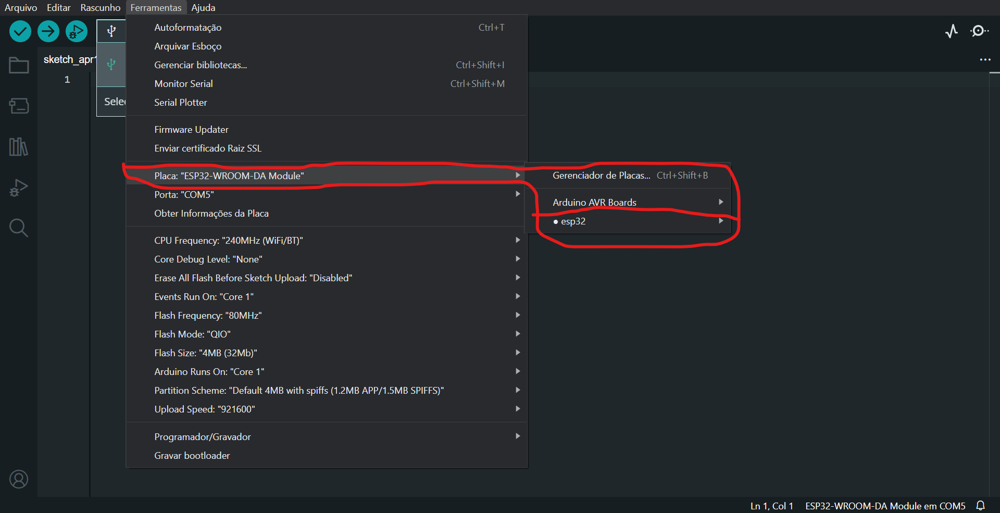 Arquivo Editar Rascunho Ferramentas Ajuda
sketch_apr1
1
Selec
Autoformatação Ctrl+T
Arquivar Esboço
Gerenciar bibliotecas... Ctrl+Shift+I
Monitor Serial Ctrl+Shift+M
Serial Plotter
Firmware Updater
Enviar certificado Raiz SSL
Placa: "ESP32-WROOM-DA Module"
Porta: "COM5"
Obter Informações da Placa
CPU Frequency: "240MHz (WiFi/BT)"
Core Debug Level: "None"
Erase All Flash Before Sketch Upload: "Disabled"
Events Run On: "Core 1"
Flash Frequency: "80MHz"
Flash Mode: "QIO"
Flash Size: "4MB (32Mb)"
Arduino Runs On: "Core 1"
Partition Scheme: "Default 4MB with spiffs (1.2MB APP/1.5MB SPIFFS)"
Upload Speed: "921600"
Programador/Gravador
Gravar bootloader
Gerenciador de Placas... Ctrl+Shift+B
Arduino AVR Boards
● esp32
Ln 1, Col 1 ESP32-WROOM-DA Module em COM5